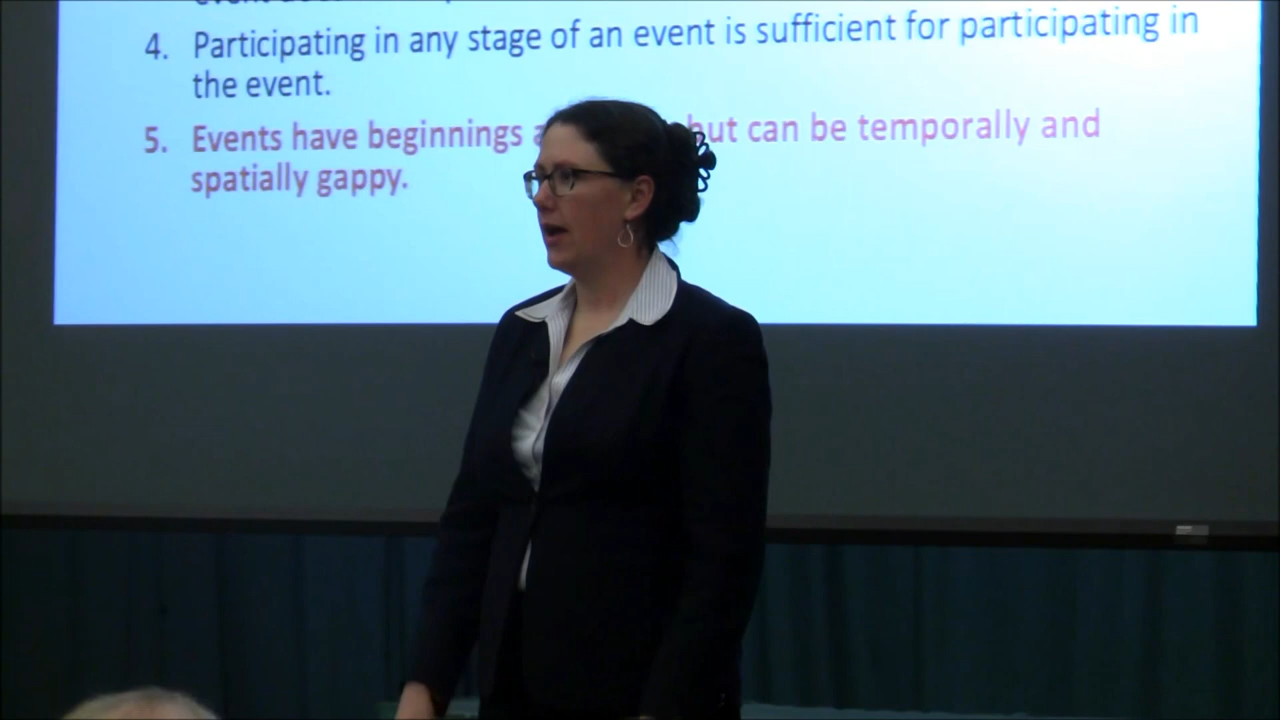 4. Participating in any stage of an event is sufficient for participating in
the event.
5. Events have beginnings but can be temporally and
spatially gappy.